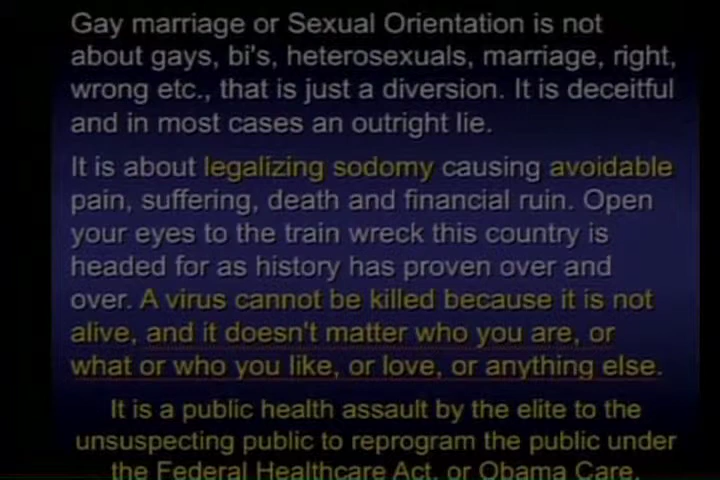 Gay marriage or Sexual Orientation is not
about gays, bi's, heterosexuals, marriage, right,
wrong etc., that is just a diversion. It is deceitful
and in most cases an outright lie.
It is about legalizing sodomy causing avoidable
pain, suffering, death and financial ruin. Open
your eyes to the train wreck this country is
headed for as history has proven over and
over. A virus cannot be killed because it is not
alive, and it doesn't matter who you are, or
what or who you like, or love, or anything else.
It is a public health assault by the elite to the
unsuspecting public to reprogram the public under
the Federal Healthcare Act, or Obama Care.